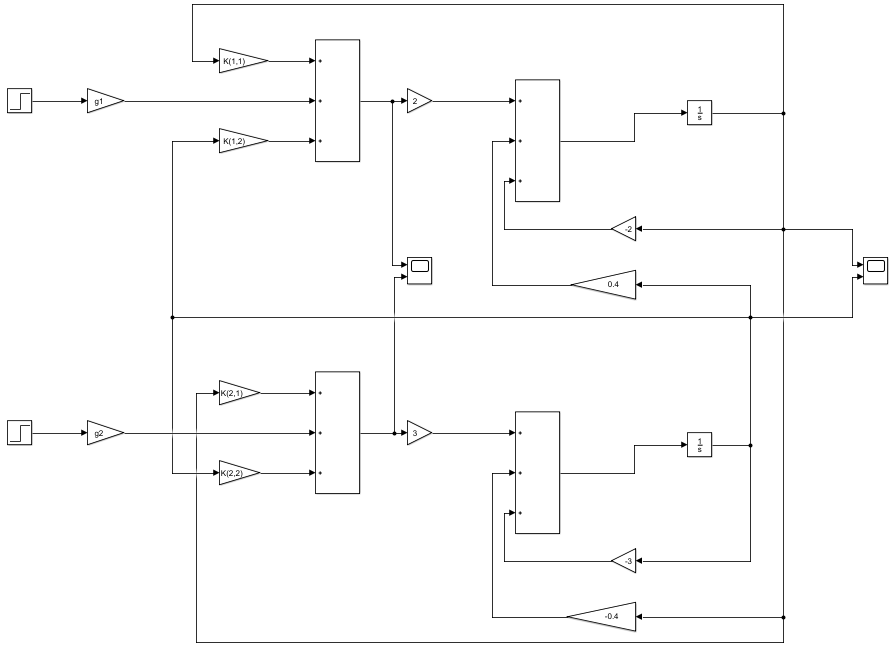 K(1,1)
g1
2
K(1,2)
1
s
-2
0.4
K(2,1)
g2
3
K(2,2)
1
s
-3
-0.4